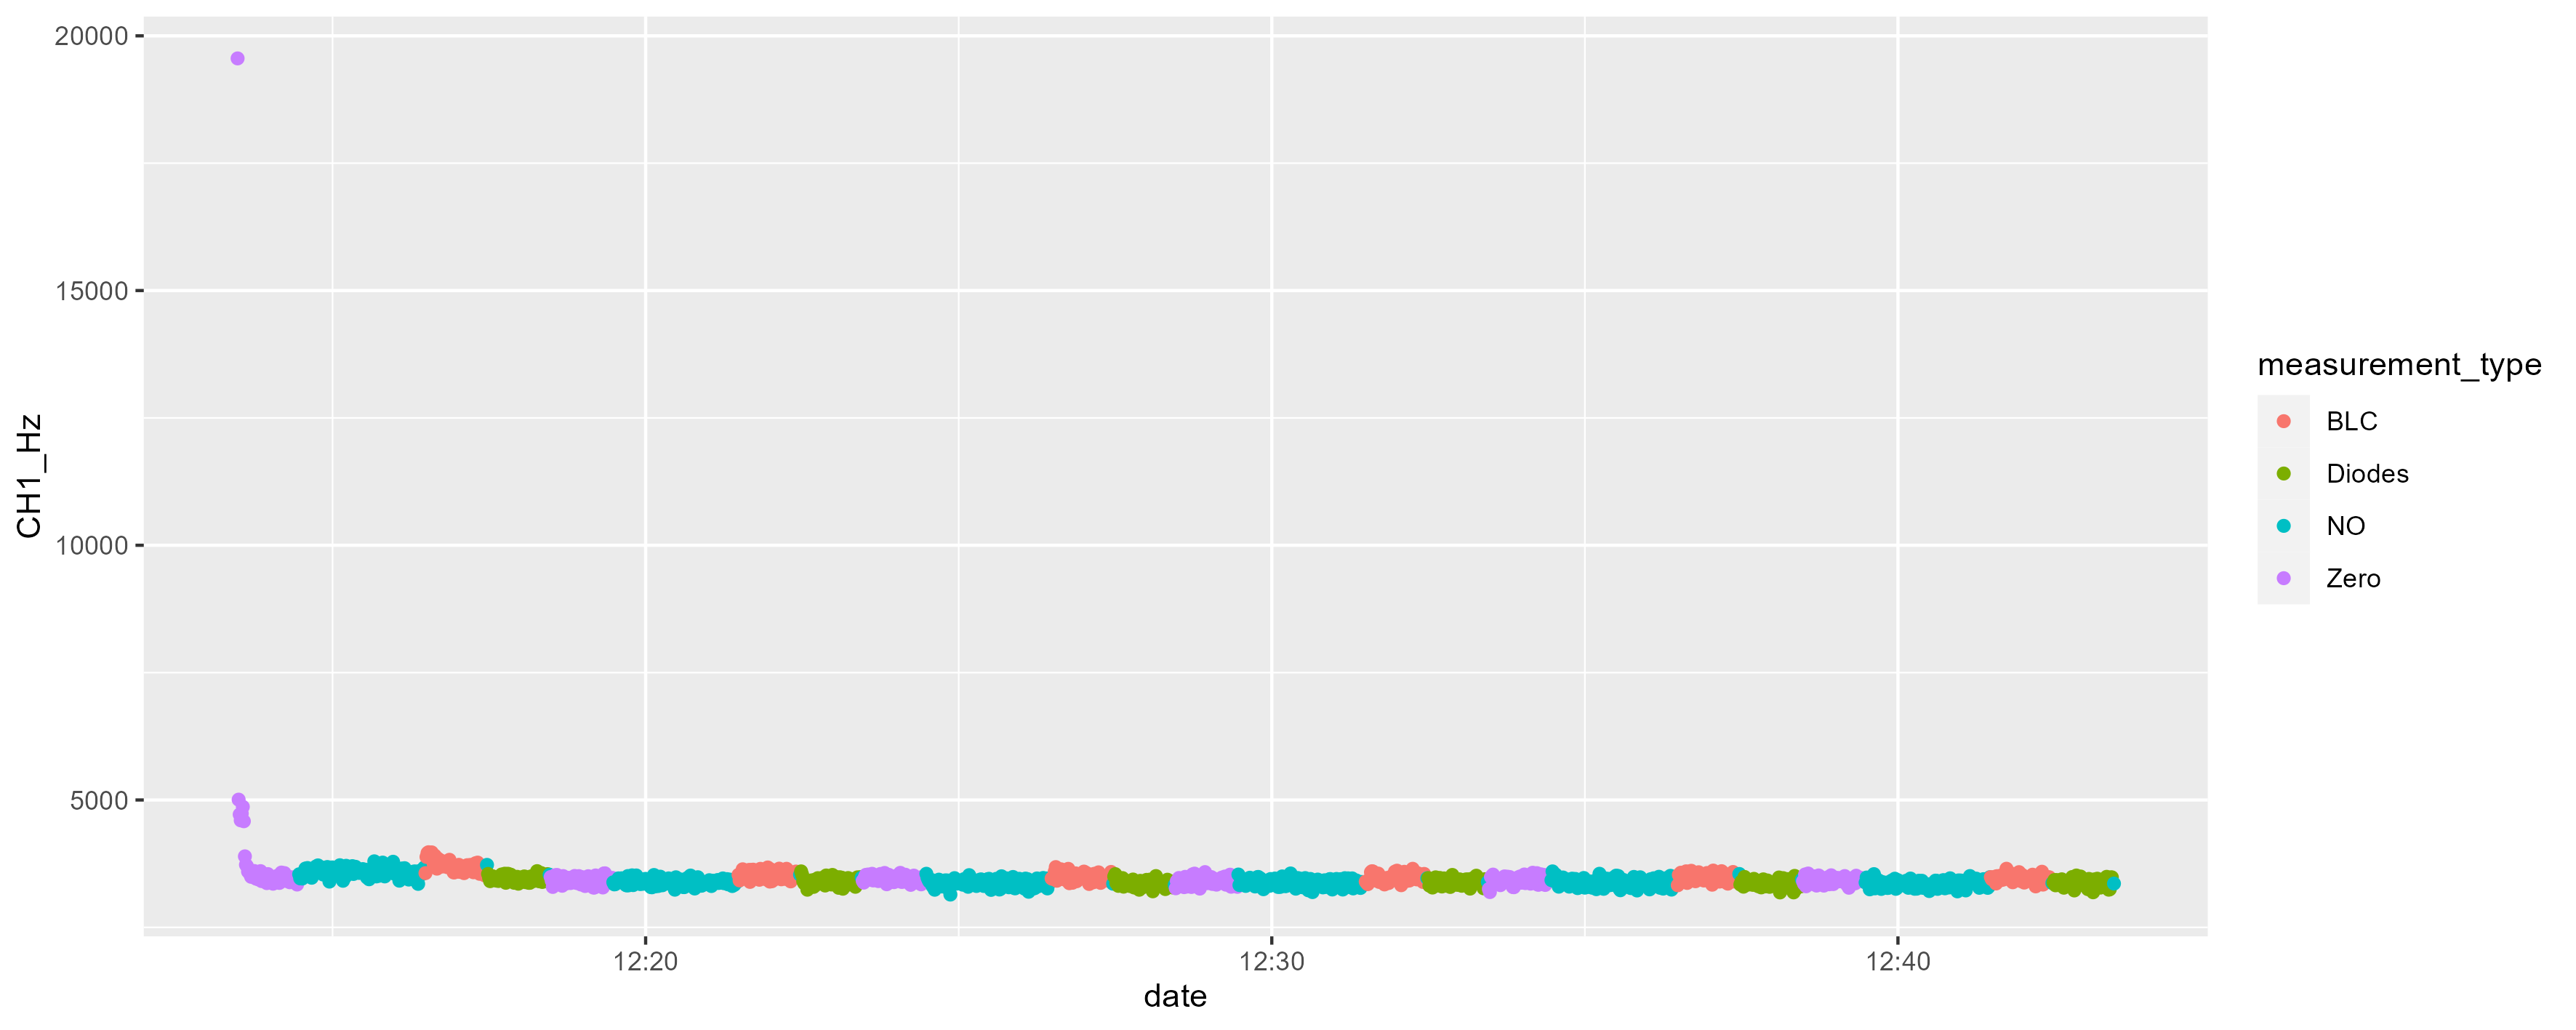 CH1_Hz
20000
15000
10000
5000
12:20
12:30
12:40
date
measurement_type
BLC
Diodes
NO
Zero